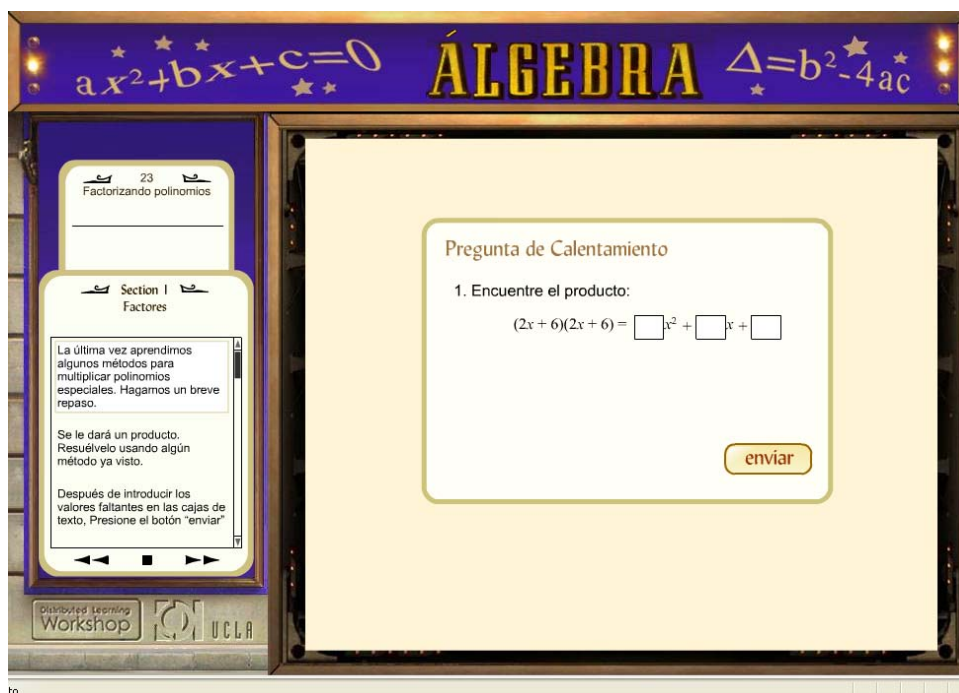 ax²+bx+c=0
ÁLGEBRA
Δ=b²-4ac
23
Factorizando polinomios
Section 1
Factores
La última vez aprendimos
algunos métodos para
multiplicar polinomios
especiales. Hagamos un breve
repaso.
Se le dará un producto.
Resuélvelo usando algún
método ya visto.
Después de introducir los
valores faltantes en las cajas de
texto, Presione el botón "enviar"
Pregunta de Calentamiento
1. Encuentre el producto:
(2x + 6)(2x + 6) = x² + x +
enviar
Distributed Learning
Workshop
UCLA
to